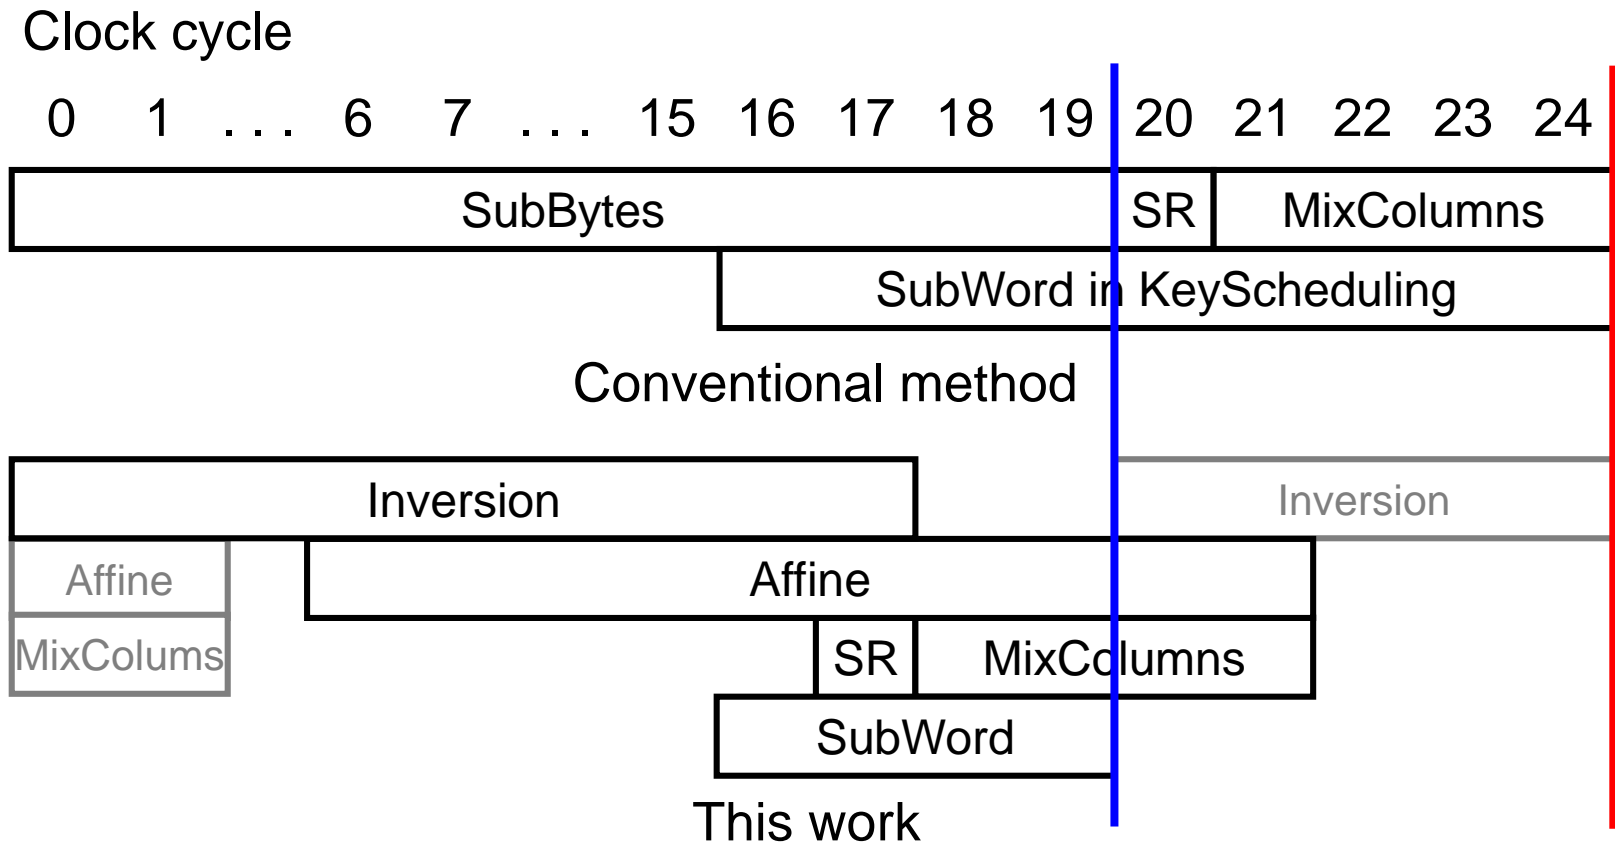 Clock cycle
0 1 . . . 6 7 . . . 15 16 17 18 19 20 21 22 23 24
SubBytes SR MixColumns
SubWord in KeyScheduling
Conventional method
Inversion Inversion
Affine Affine
MixColums SR MixColumns
SubWord
This work